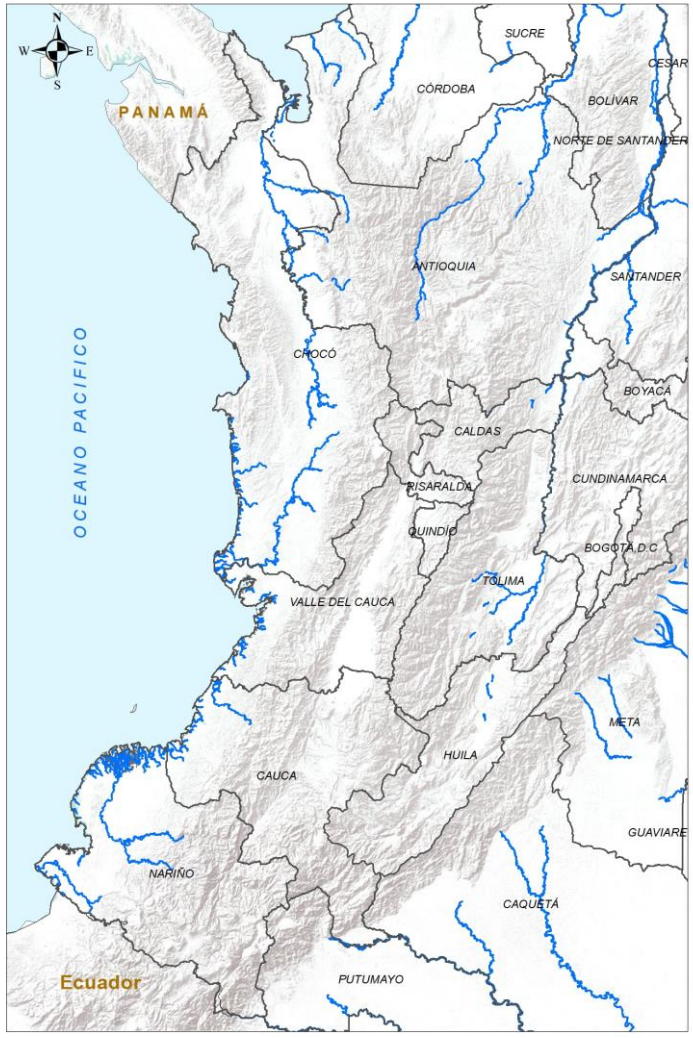 N
W E
S
SUCRE
CESAR
CÓRDOBA
BOLÍVAR
PANAMÁ
NORTE DE SANTANDER
ANTIOQUIA
SANTANDER
OCEANO PACIFICO
CHOCÓ
BOYACÁ
CALDAS
CUNDINAMARCA
RISARALDA
QUINDÍO
BOGOTÁ D.C
TOLIMA
VALLE DEL CAUCA
META
HUILA
CAUCA
GUAVIARE
NARIÑO
CAQUETÁ
PUTUMAYO
Ecuador